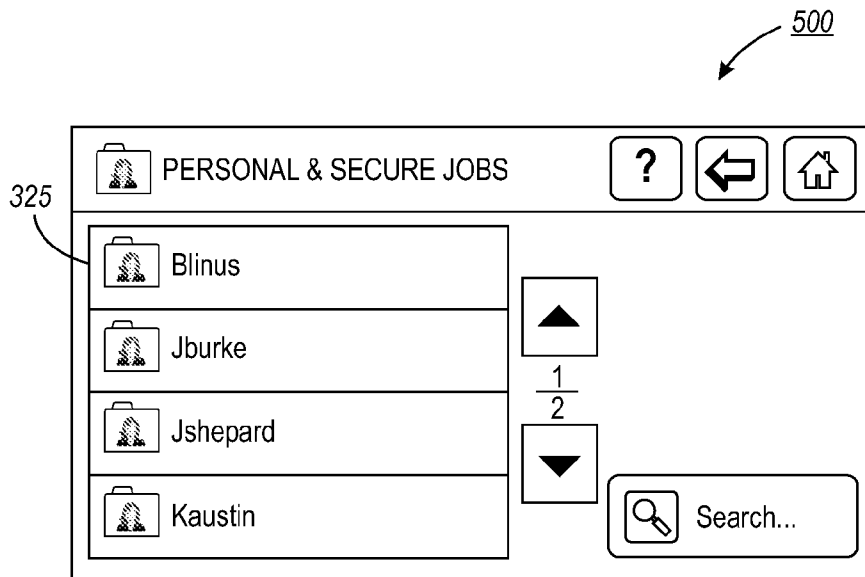 500
PERSONAL & SECURE JOBS
?
325
Blinus
Jburke
Jshepard
Kaustin
1
2
Search...